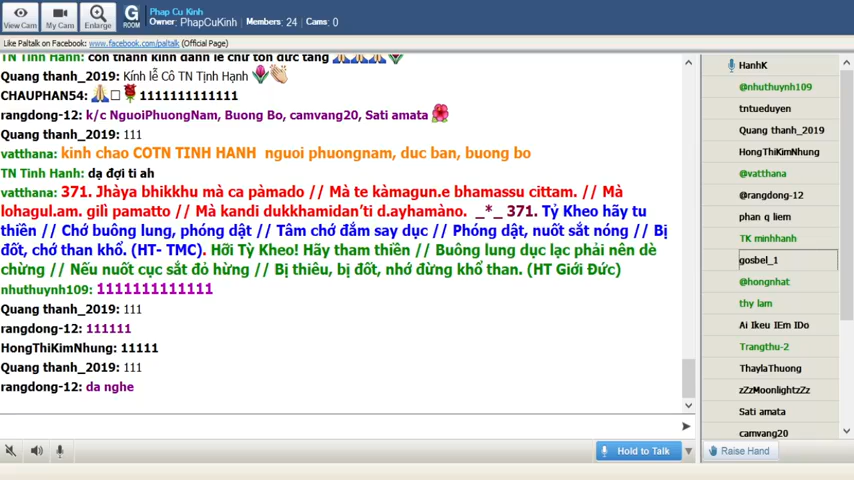 Phap Cu Kinh
Owner: PhapCuKinh Members: 24 Cams: 0
View Cam My Cam Enlarge G ROOM
Like Paltalk on Facebook: www.facebook.com/paltalk (Official Page)
TN Tinh Hanh: con thành kính đảnh lễ chư tôn đức tăng
Quang thanh_2019: Kính lễ Cô TN Tịnh Hạnh
CHAUPHAN54: 1111111111111
rangdong-12: k/c NguoiPhuongNam, Buong Bo, camvang20, Sati amata
Quang thanh_2019: 111
vatthana: kinh chao COTN TINH HANH nguoi phuongnam, duc ban, buong bo
TN Tinh Hanh: dạ đợi tí ah
vatthana: 371. Jhàya bhikkhu mà ca pàmado // Mà te kàmagun.e bhamassu cittam. // Mà
lohagul.am. gilì pamatto // Mà kandi dukkhamidan'ti d.ayhamàno. _*_ 371. Tỷ Kheo hãy tu
thiền // Chớ buông lung, phóng dật // Tâm chớ đắm say dục // Phóng dật, nuốt sắt nóng // Bị
đốt, chớ than khổ. (HT- TMC). Hỡi Tỳ Kheo! Hãy tham thiền // Buông lung dục lạc phải nên dè
chừng // Nếu nuốt cục sắt đỏ hừng // Bị thiêu, bị đốt, nhớ đừng khổ than. (HT Giới Đức)
nhuthuynh109: 1111111111111
Quang thanh_2019: 111
rangdong-12: 111111
HongThiKimNhung: 11111
Quang thanh_2019: 111
rangdong-12: da nghe
HanhK
@nhuthuynh109
tntueduyen
Quang thanh_2019
HongThiKimNhung
@vatthana
@rangdong-12
phan q liem
TK minhhanh
gosbel_1
@hongnhat
thy lam
Ai Ikeu IEm IDo
Trangthu-2
ThaylaThuong
zZzMoonlightzZz
Sati amata
camvang20
Hold to Talk
Raise Hand